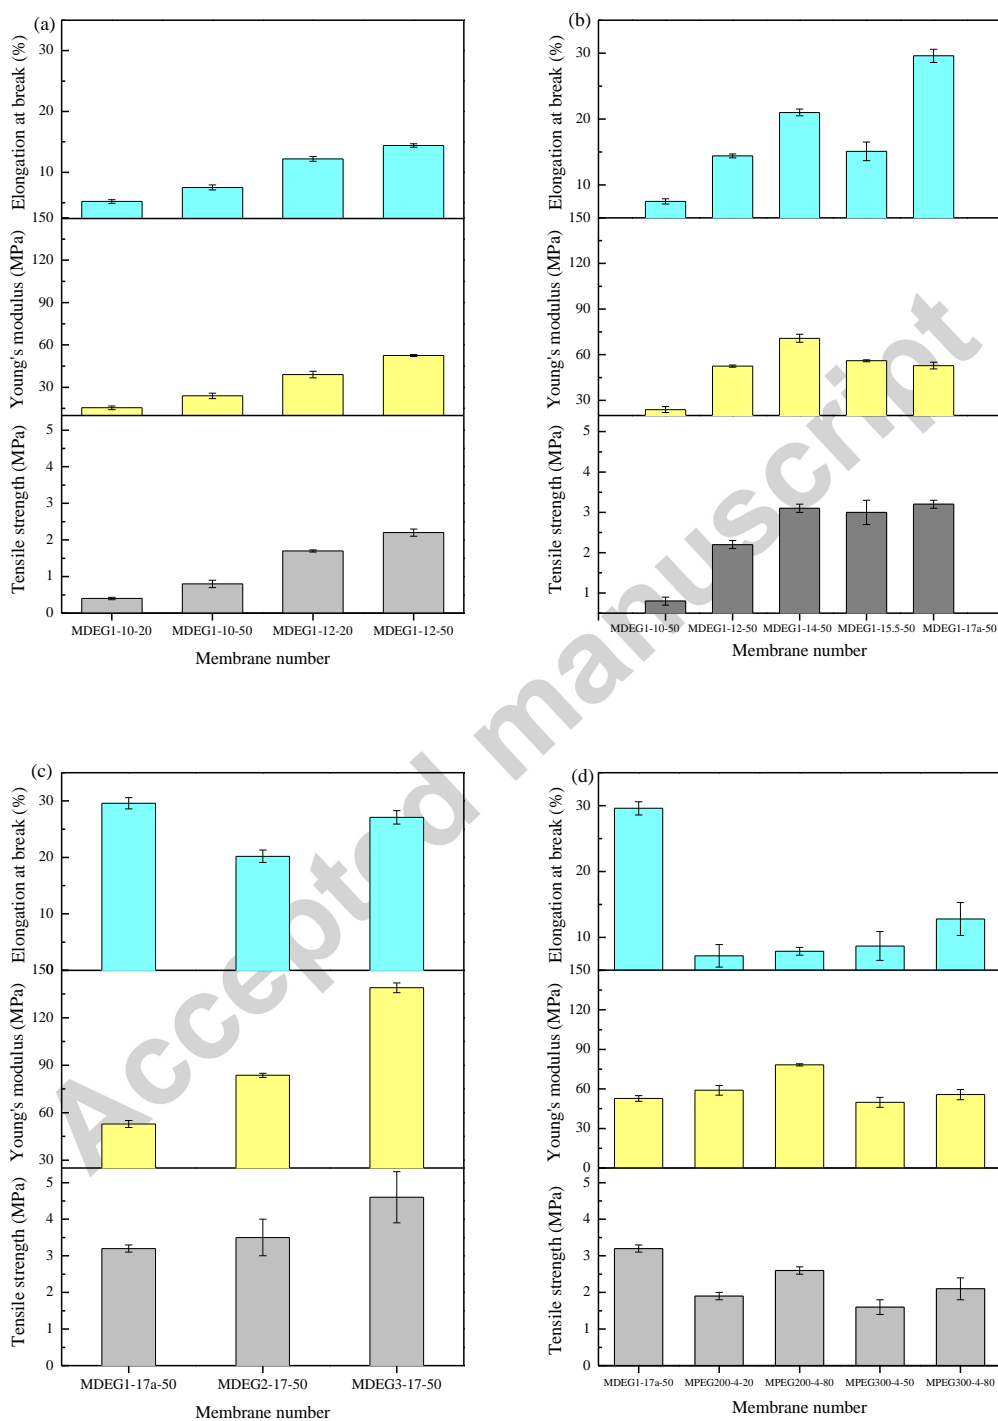 (a)
Elongation at break (%)
30
20
10
150
Young's modulus (MPa)
120
90
60
30
Tensile strength (MPa)
5
4
3
2
1
0
MDEG1-10-20 MDEG1-10-50 MDEG1-12-20 MDEG1-12-50
Membrane number
(b)
Elongation at break (%)
30
20
10
150
Young's modulus (MPa)
120
90
60
30
Tensile strength (MPa)
5
4
3
2
1
MDEG1-10-50 MDEG1-12-50 MDEG1-14-50 MDEG1-15.5-50 MDEG1-17a-50
Membrane number
(c)
Elongation at break (%)
30
20
10
150
Young's modulus (MPa)
120
90
60
30
Tensile strength (MPa)
5
4
3
2
1
0
MDEG1-17a-50 MDEG2-17-50 MDEG3-17-50
Membrane number
(d)
Elongation at break (%)
30
20
10
150
Young's modulus (MPa)
120
90
60
30
0
Tensile strength (MPa)
5
4
3
2
1
0
MDEG1-17a-50 MPEG200-4-20 MPEG200-4-80 MPEG300-4-50 MPEG300-4-80
Membrane number
Accepted manuscript